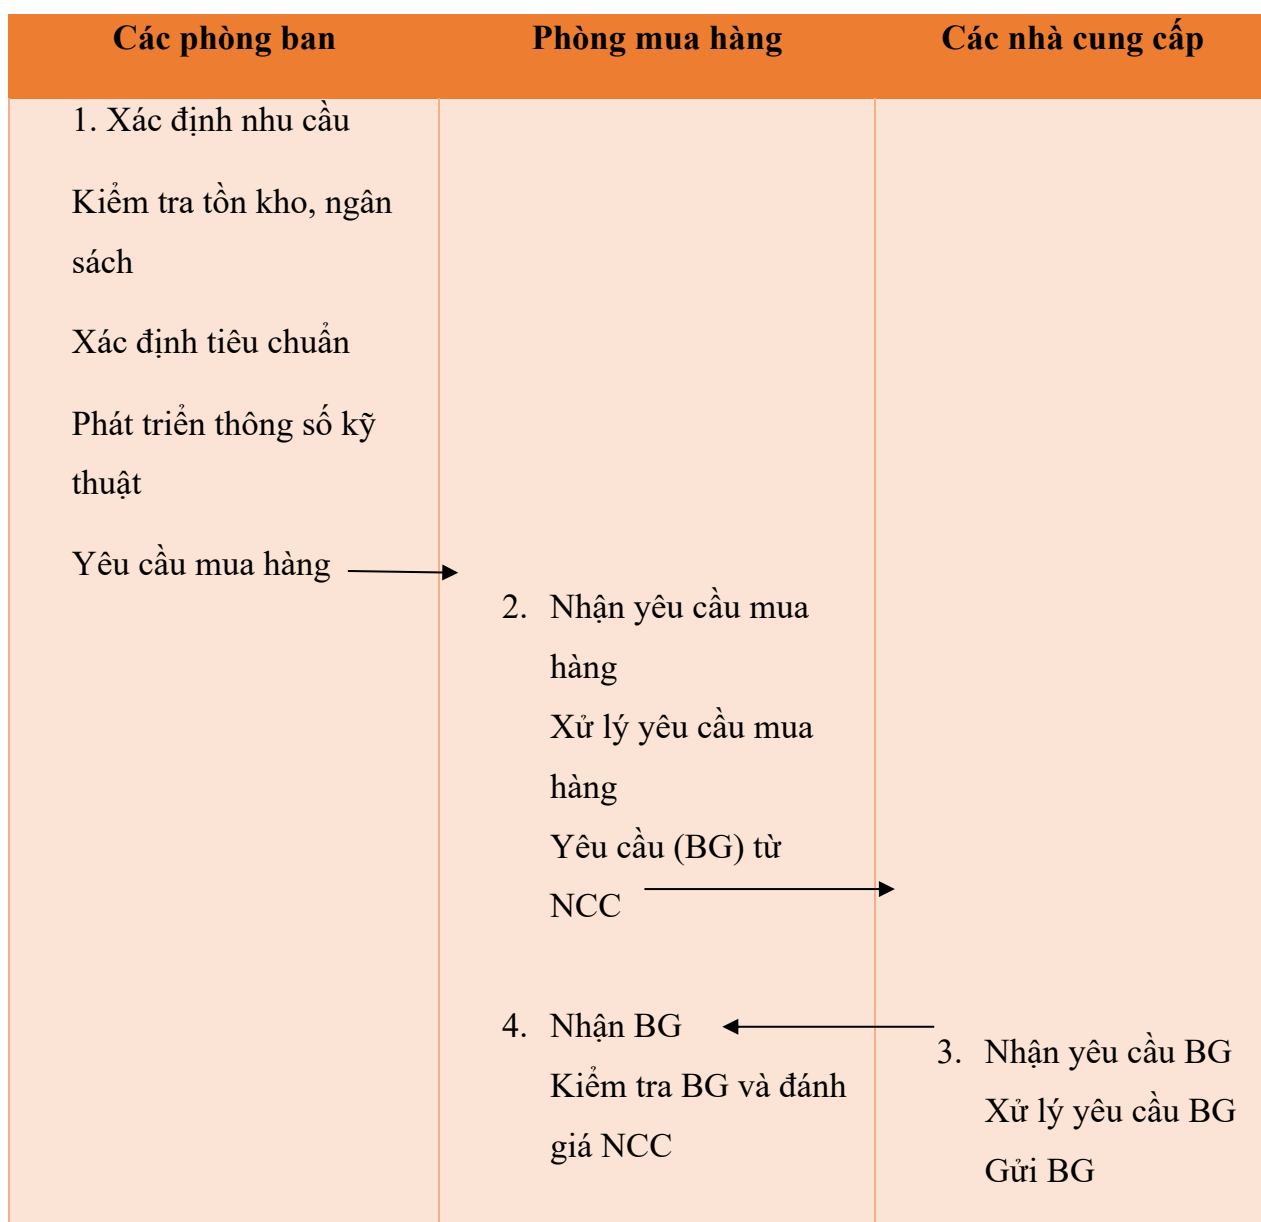 Các phòng ban
Phòng mua hàng
Các nhà cung cấp
1. Xác định nhu cầu
Kiểm tra tồn kho, ngân
sách
Xác định tiêu chuẩn
Phát triển thông số kỹ
thuật
Yêu cầu mua hàng
2. Nhận yêu cầu mua
hàng
Xử lý yêu cầu mua
hàng
Yêu cầu (BG) từ
NCC
4. Nhận BG
Kiểm tra BG và đánh
giá NCC
3. Nhận yêu cầu BG
Xử lý yêu cầu BG
Gửi BG